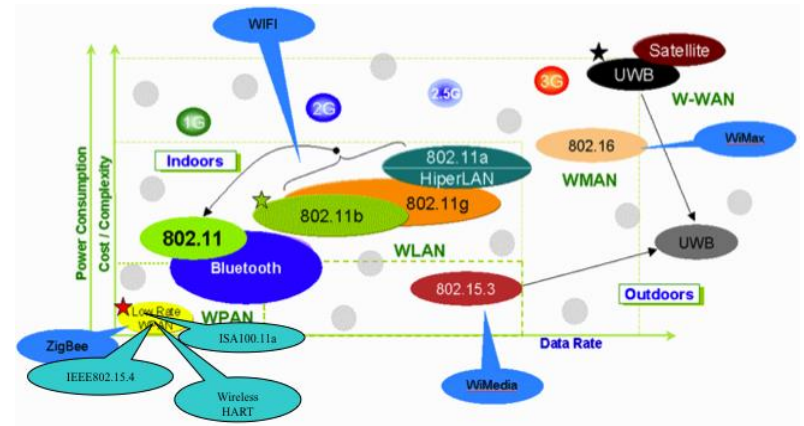 WIFI
Satellite
UWB
W-WAN
3G
2.5G
2G
1G
WiMax
802.16
WMAN
Indoors
802.11a
HiperLAN
802.11g
802.11b
802.11
WLAN
UWB
Bluetooth
802.15.3
Outdoors
Power Consumption
Cost / Complexity
Low Rate
WPAN
WPAN
ISA100.11a
Data Rate
ZigBee
IEEE802.15.4
Wireless
HART
WiMedia